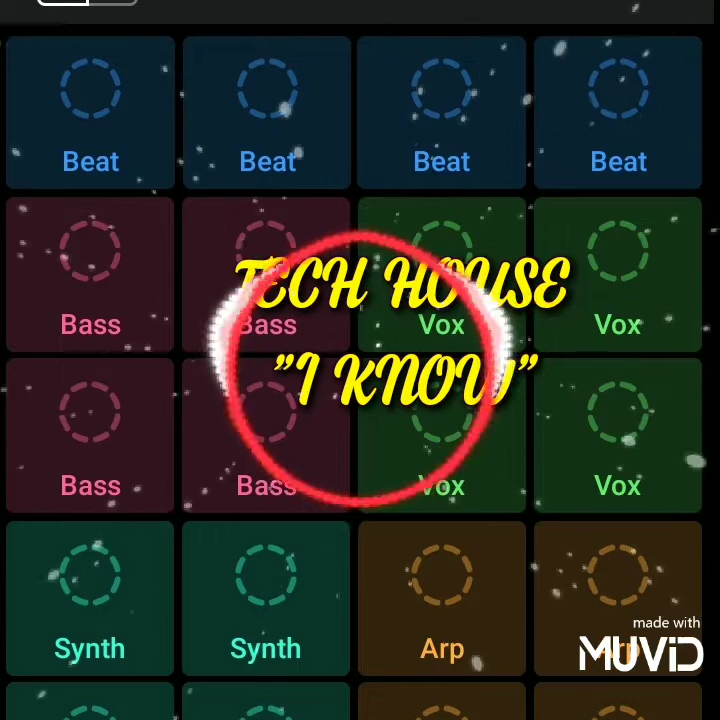 Beat Beat Beat Beat
TECH HOUSE
Bass Bass Vox Vox
"I KNOW"
Bass Bass Vox Vox
Synth Synth Arp Arp
made with
MUVID